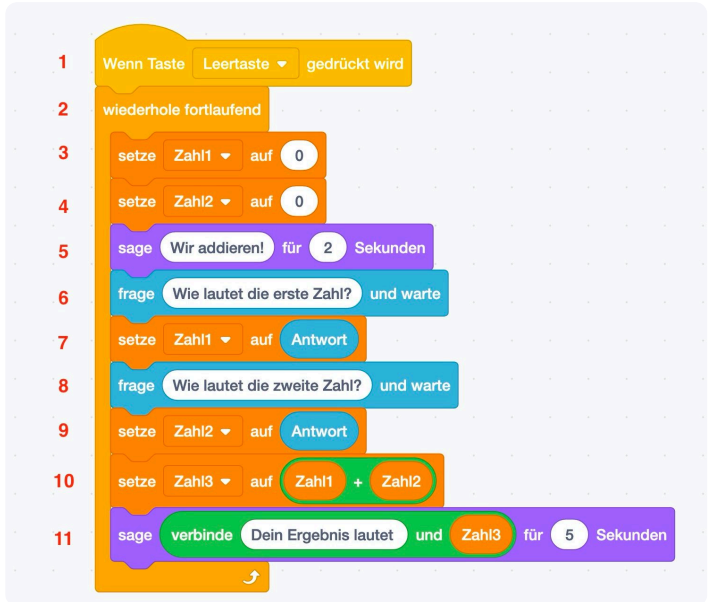 1 Wenn Taste Leertaste gedrückt wird
2 wiederhole fortlaufend
3 setze Zahl1 auf 0
4 setze Zahl2 auf 0
5 sage Wir addieren! für 2 Sekunden
6 frage Wie lautet die erste Zahl? und warte
7 setze Zahl1 auf Antwort
8 frage Wie lautet die zweite Zahl? und warte
9 setze Zahl2 auf Antwort
10 setze Zahl3 auf Zahl1 + Zahl2
11 sage verbinde Dein Ergebnis lautet und Zahl3 für 5 Sekunden